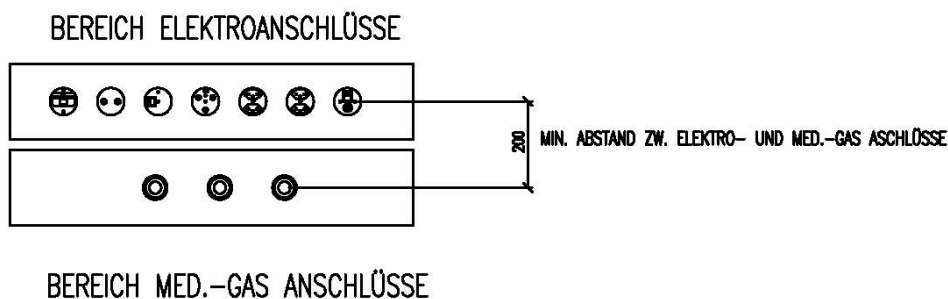 BEREICH ELEKTROANSCHLÜSSE
200
MIN. ABSTAND ZW. ELEKTRO- UND MED.-GAS ASCHLÜSSE
BEREICH MED.-GAS ANSCHLÜSSE